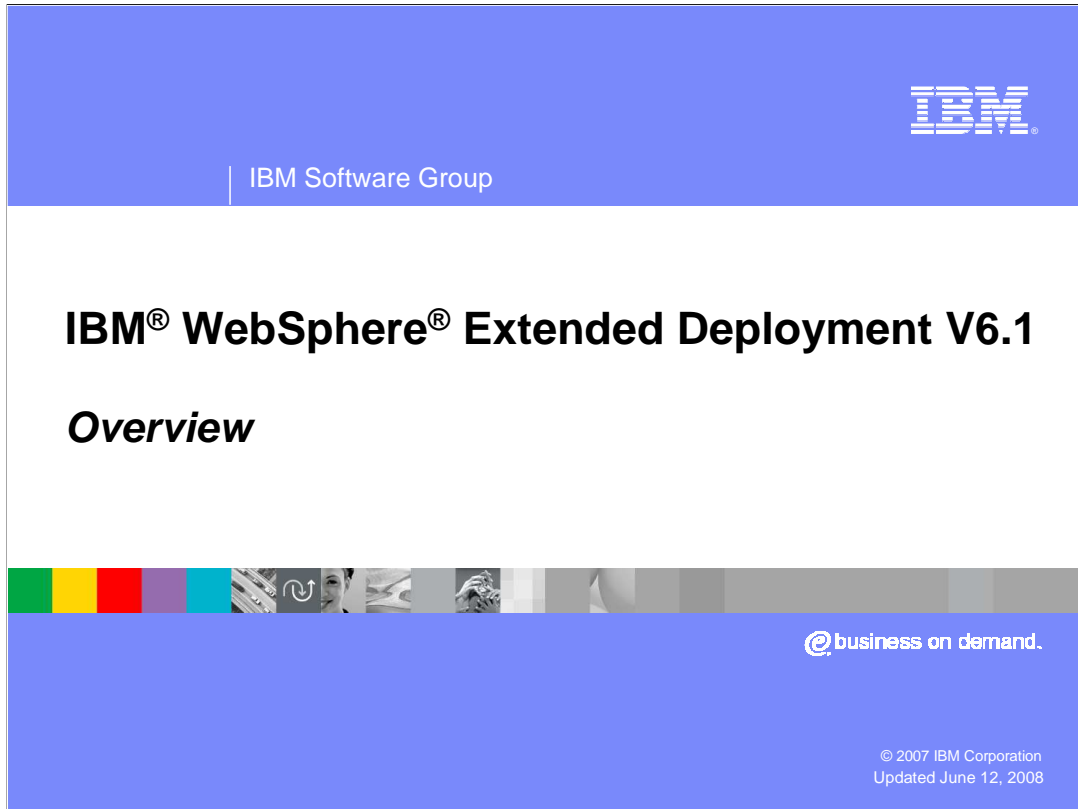 IBM®
IBM Software Group
IBM® WebSphere® Extended Deployment V6.1
Overview
e business on demand.
© 2007 IBM Corporation
Updated June 12, 2008